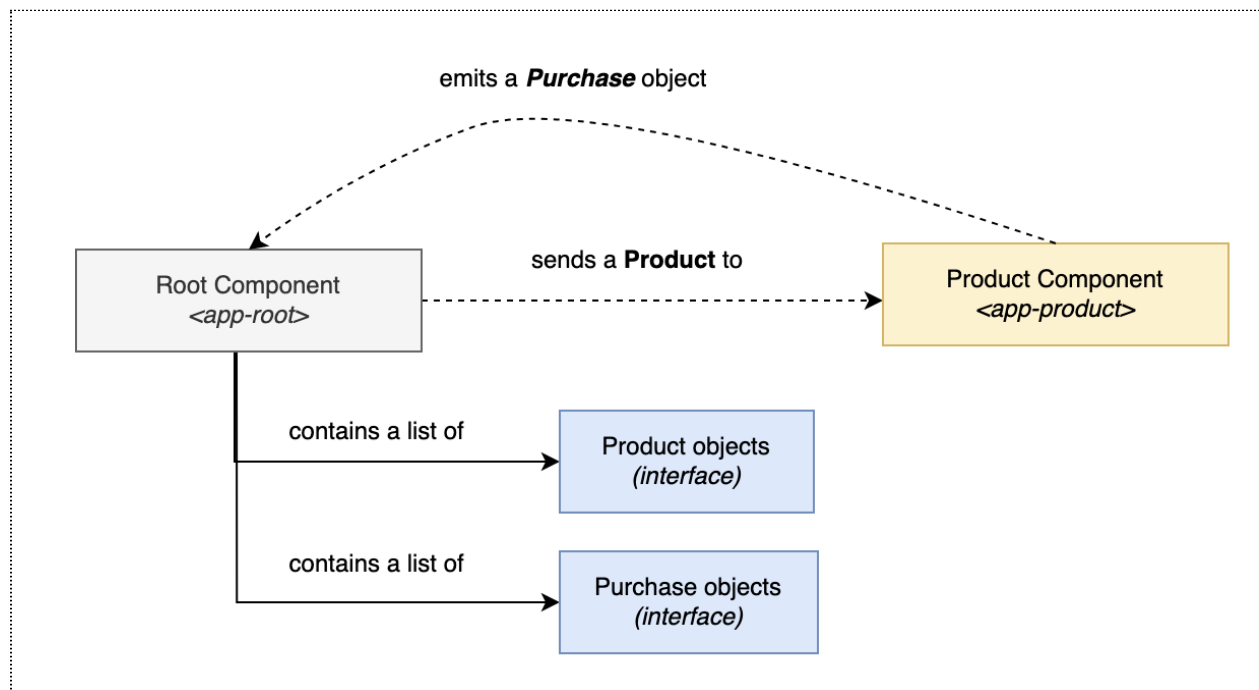 emits a Purchase object
sends a Product to
Root Component
<app-root>
Product Component
<app-product>
contains a list of
Product objects
(interface)
contains a list of
Purchase objects
(interface)